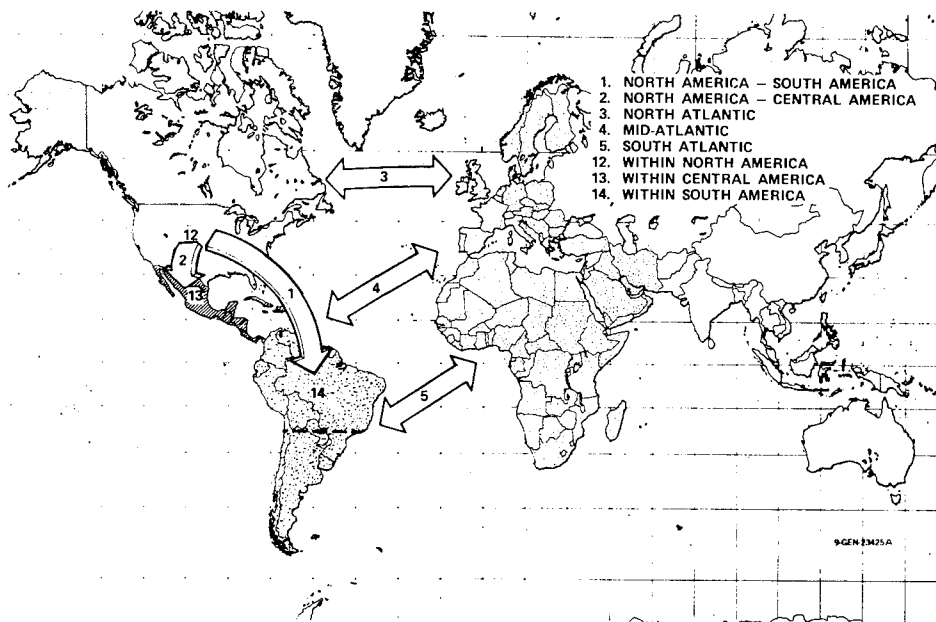 1. NORTH AMERICA – SOUTH AMERICA
2. NORTH AMERICA – CENTRAL AMERICA
3. NORTH ATLANTIC
4. MID-ATLANTIC
5. SOUTH ATLANTIC
12. WITHIN NORTH AMERICA
13. WITHIN CENTRAL AMERICA
14. WITHIN SOUTH AMERICA
3
12
2
13
1
4
14
5
9-GEN-23425A